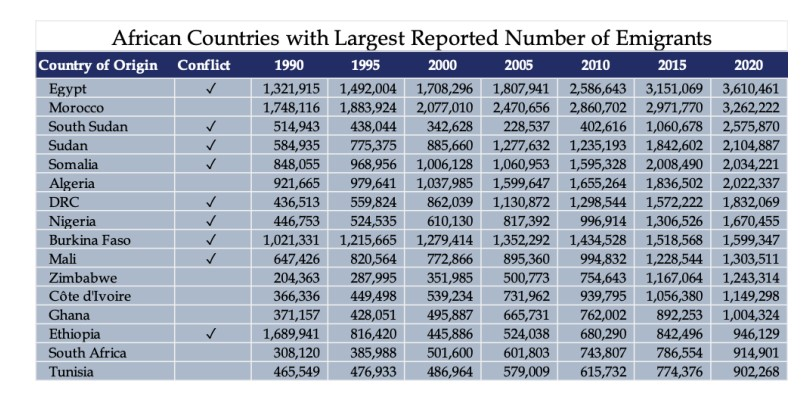 African Countries with Largest Reported Number of Emigrants
Country of Origin Conflict 1990 1995 2000 2005 2010 2015 2020
Egypt ✓ 1,321,915 1,492,004 1,708,296 1,807,941 2,586,643 3,151,069 3,610,461
Morocco 1,748,116 1,883,924 2,077,010 2,470,656 2,860,702 2,971,770 3,262,222
South Sudan ✓ 514,943 438,044 342,628 228,537 402,616 1,060,678 2,575,870
Sudan ✓ 584,935 775,375 885,660 1,277,632 1,235,193 1,842,602 2,104,887
Somalia ✓ 848,055 968,956 1,006,128 1,060,953 1,595,328 2,008,490 2,034,221
Algeria 921,665 979,641 1,037,985 1,599,647 1,655,264 1,836,502 2,022,337
DRC ✓ 436,513 559,824 862,039 1,130,872 1,298,544 1,572,222 1,832,069
Nigeria ✓ 446,753 524,535 610,130 817,392 996,914 1,306,526 1,670,455
Burkina Faso ✓ 1,021,331 1,215,665 1,279,414 1,352,292 1,434,528 1,518,568 1,599,347
Mali ✓ 647,426 820,564 772,866 895,360 994,832 1,228,544 1,303,511
Zimbabwe 204,363 287,995 351,985 500,773 754,643 1,167,064 1,243,314
Côte d'Ivoire 366,336 449,498 539,234 731,962 939,795 1,056,380 1,149,298
Ghana 371,157 428,051 495,887 665,731 762,002 892,253 1,004,324
Ethiopia ✓ 1,689,941 816,420 445,886 524,038 680,290 842,496 946,129
South Africa 308,120 385,988 501,600 601,803 743,807 786,554 914,901
Tunisia 465,549 476,933 486,964 579,009 615,732 774,376 902,268